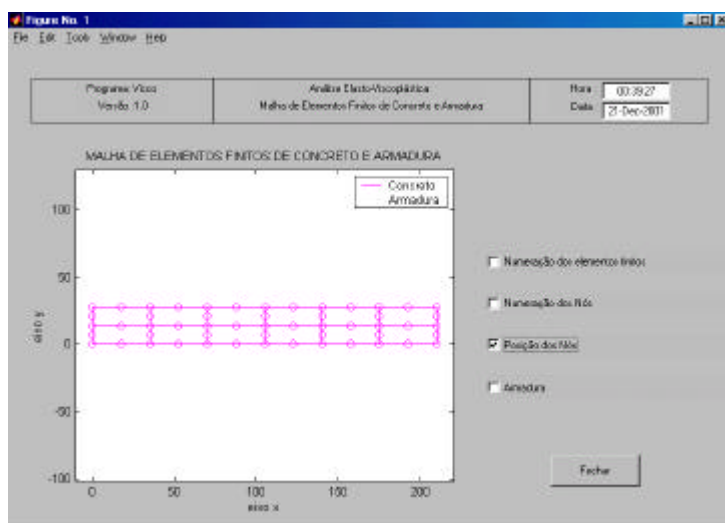 Figure No. 1
File Edit Tools Window Help
Programa Visco
Versão 1.0
Análise Elasto-Viscoplástica
Malha de Elementos Finitos de Concreto e Armadura
Hora 00:39:27
Data 21-Dec-2001
MALHA DE ELEMENTOS FINITOS DE CONCRETO E ARMADURA
Concreto
Armadura
100
50
0
-50
-100
eixo y
0 50 100 150 200
eixo x
Numeração dos elementos finitos
Numeração dos Nós
Posição dos Nós
Armadura
Fechar